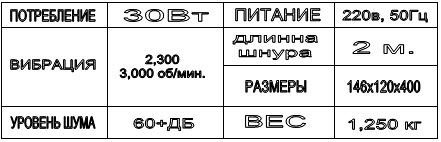 ПОТРЕБЛЕНИЕ 30Вт ПИТАНИЕ 220в, 50Гц
ВИБРАЦИЯ 2,300
3,000 об/мин.
длинна
шнура 2 м.
РАЗМЕРЫ 146х120х400
УРОВЕНЬ ШУМА 60+ДБ ВЕС 1,250 кг